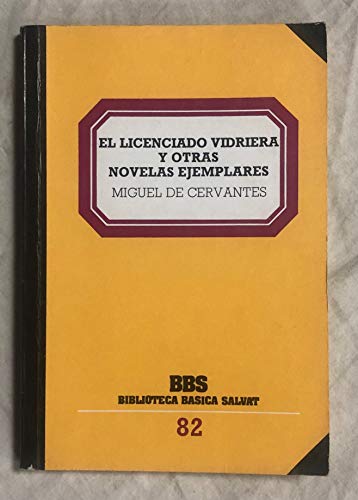 EL LICENCIADO VIDRIERA
Y OTRAS
NOVELAS EJEMPLARES
MIGUEL DE CERVANTES
BBS
BIBLIOTECA BASICA SALVAT
82